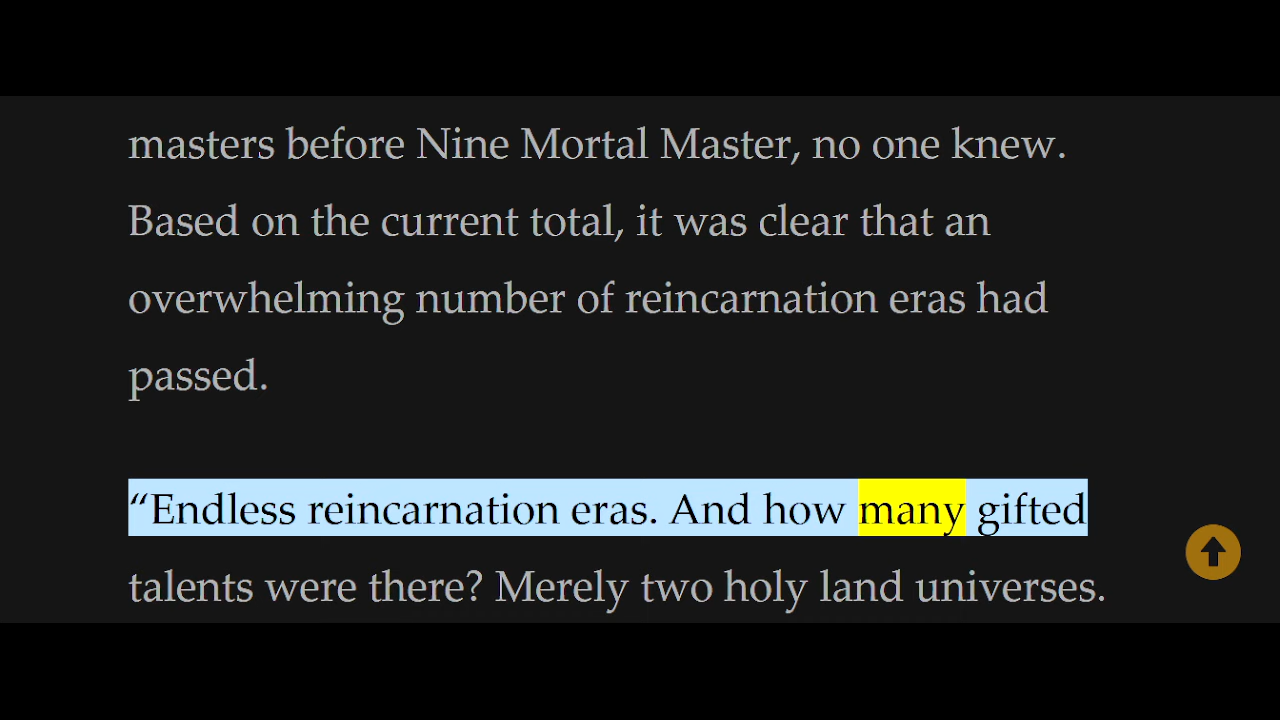 masters before Nine Mortal Master, no one knew.
Based on the current total, it was clear that an
overwhelming number of reincarnation eras had
passed.
“Endless reincarnation eras. And how many gifted
talents were there? Merely two holy land universes.